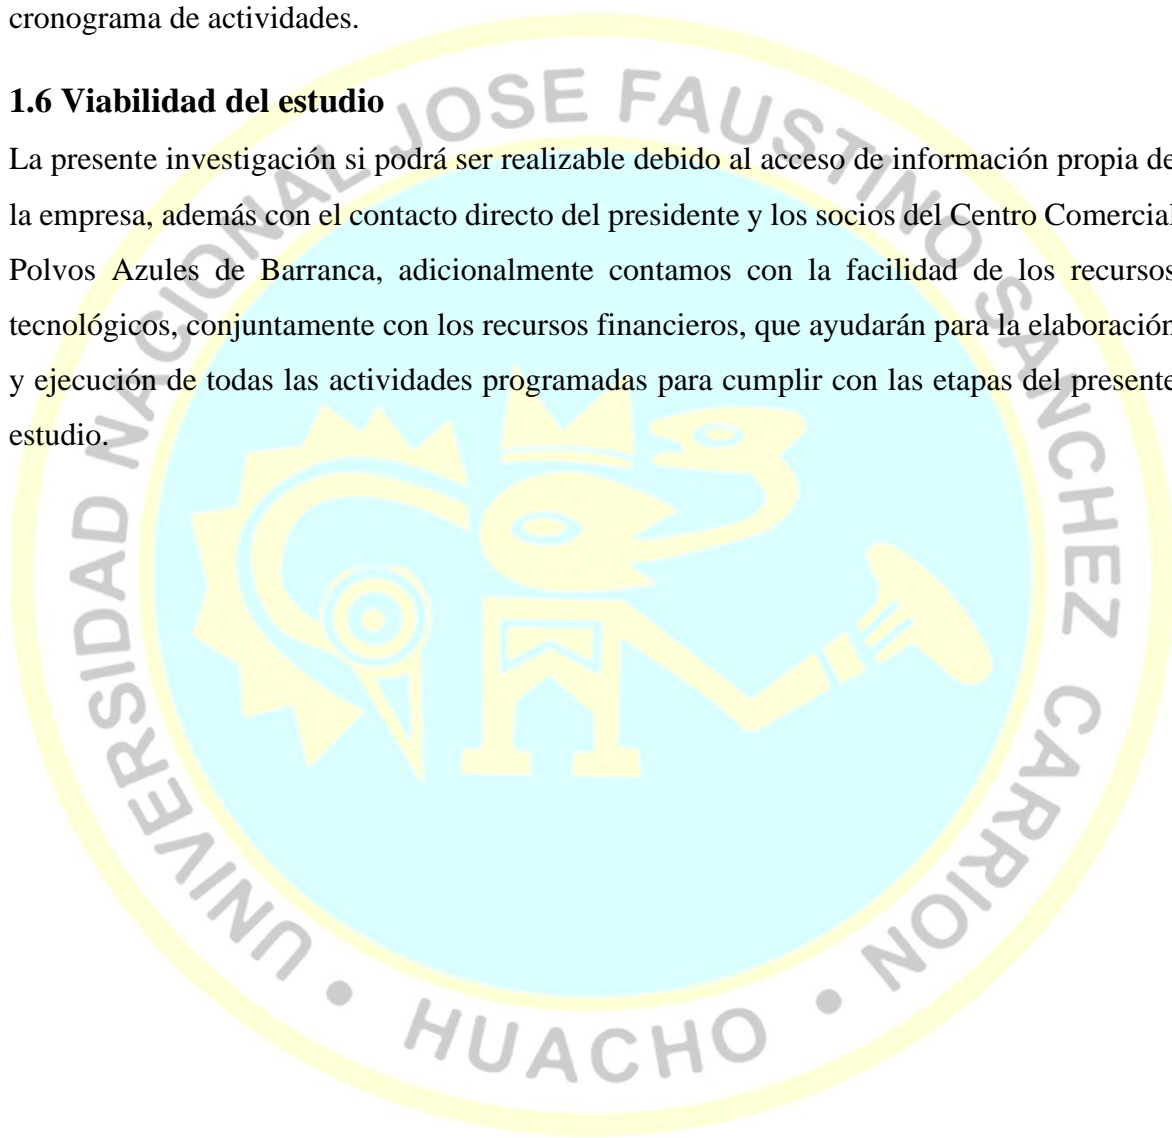 cronograma de actividades.
1.6 Viabilidad del estudio
La presente investigación si podrá ser realizable debido al acceso de información propia de
la empresa, además con el contacto directo del presidente y los socios del Centro Comercial
Polvos Azules de Barranca, adicionalmente contamos con la facilidad de los recursos
tecnológicos, conjuntamente con los recursos financieros, que ayudarán para la elaboración
y ejecución de todas las actividades programadas para cumplir con las etapas del presente
estudio.
UNIVERSIDAD NACIONAL JOSE FAUSTINO SANCHEZ CARRION • HUACHO •